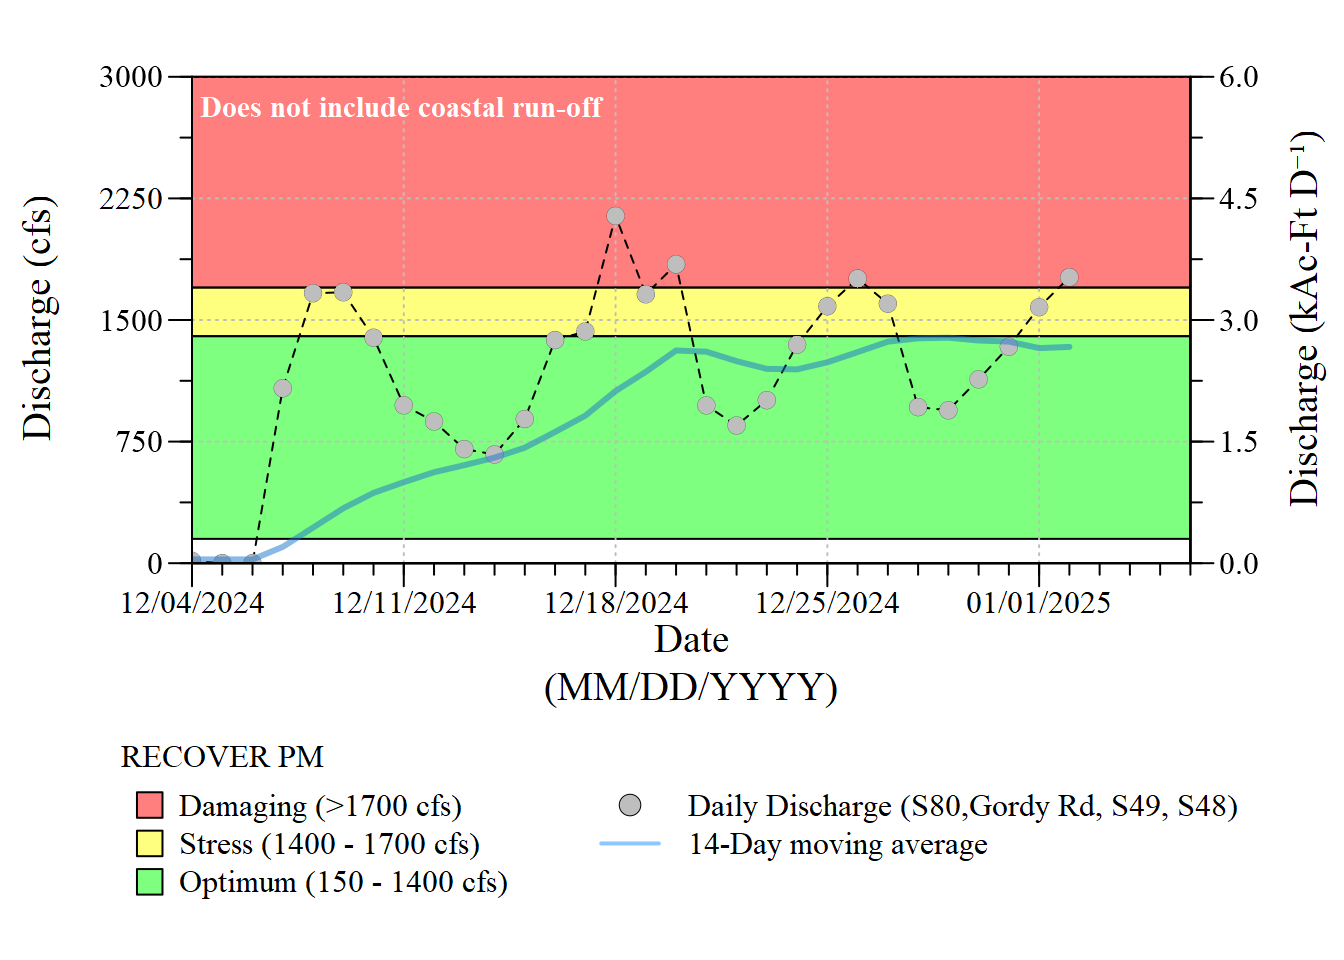 Does not include coastal run-off
Discharge (cfs)
3000
2250
1500
750
0
6.0
4.5
3.0
1.5
0.0
Discharge (kAc-Ft D⁻¹)
12/04/2024
12/11/2024
12/18/2024
12/25/2024
01/01/2025
Date
(MM/DD/YYYY)
RECOVER PM
Damaging (>1700 cfs)
Stress (1400 - 1700 cfs)
Optimum (150 - 1400 cfs)
Daily Discharge (S80,Gordy Rd, S49, S48)
14-Day moving average